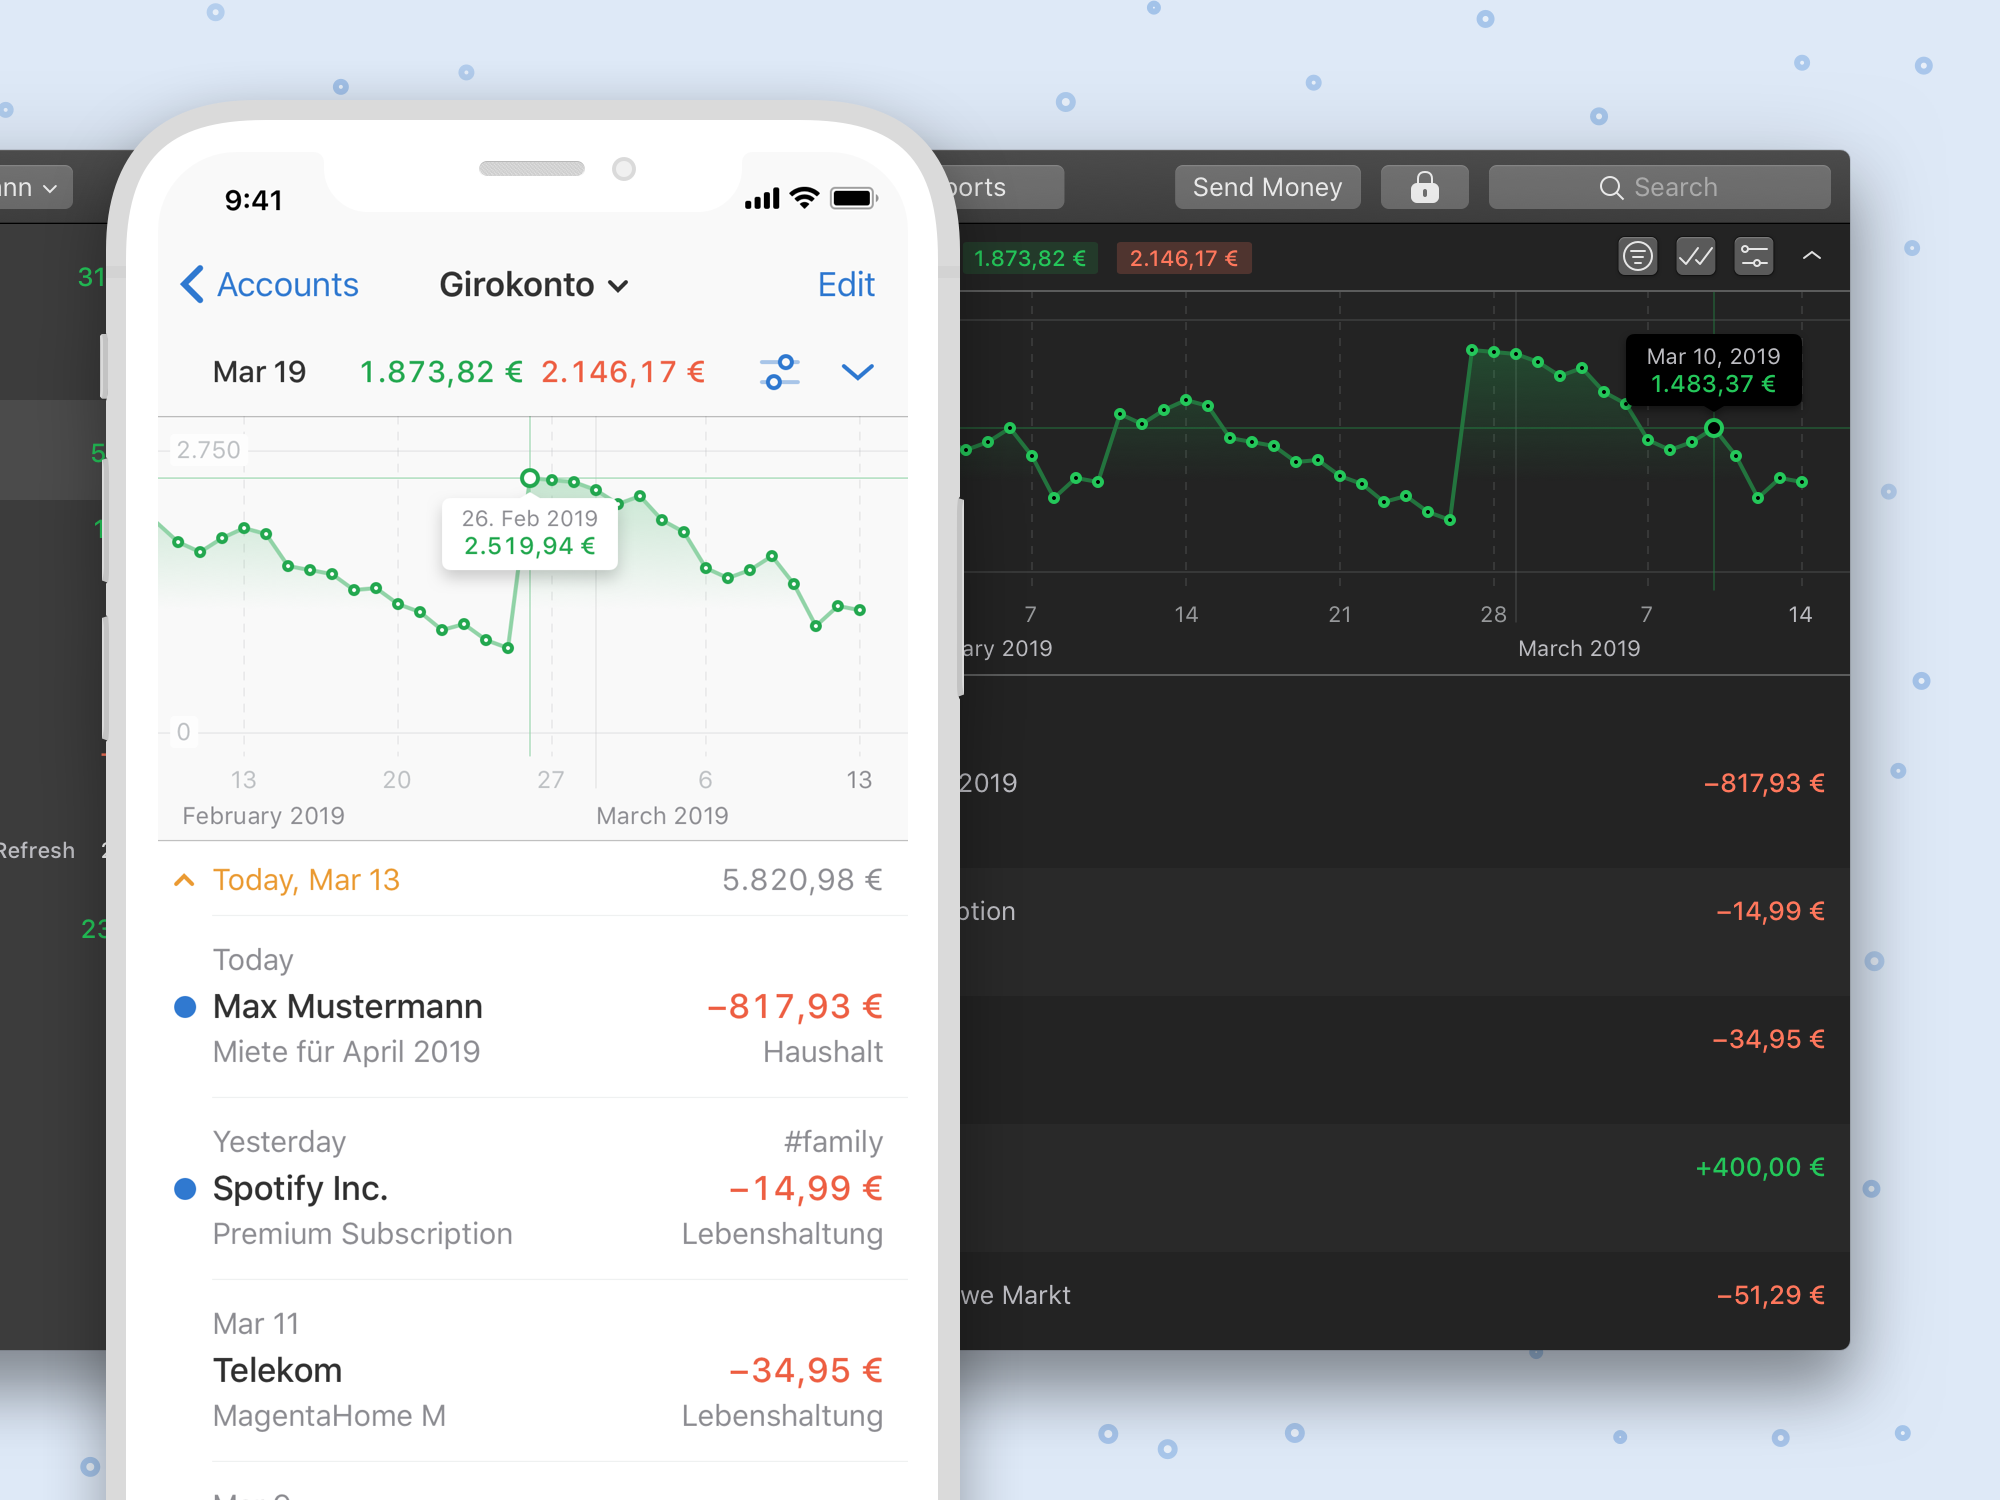 9:41
Accounts
Girokonto
Edit
Mar 19 1.873,82 € 2.146,17 €
2.750
26. Feb 2019
2.519,94 €
0
13 20 27 6 13
February 2019 March 2019
Today, Mar 13 5.820,98 €
Today
Max Mustermann −817,93 €
Miete für April 2019 Haushalt
Yesterday #family
Spotify Inc. −14,99 €
Premium Subscription Lebenshaltung
Mar 11
Telekom −34,95 €
MagentaHome M Lebenshaltung
nn
31
5
1
Refresh
23
orts
Send Money
Search
1.873,82 € 2.146,17 €
Mar 10, 2019
1.483,37 €
7 14 21 28 7 14
ary 2019 March 2019
2019 −817,93 €
ption −14,99 €
−34,95 €
+400,00 €
we Markt −51,29 €